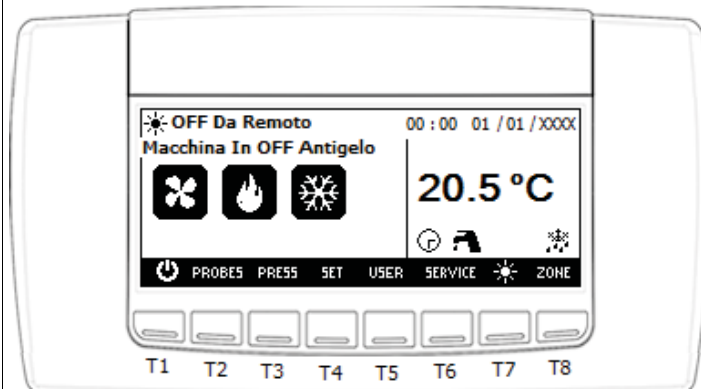 OFF Da Remoto 00 : 00 01 / 01 / XXXX
Macchina In OFF Antigelo
20.5 °C
PROBES PRESS SET USER SERVICE ZONE
T1 T2 T3 T4 T5 T6 T7 T8